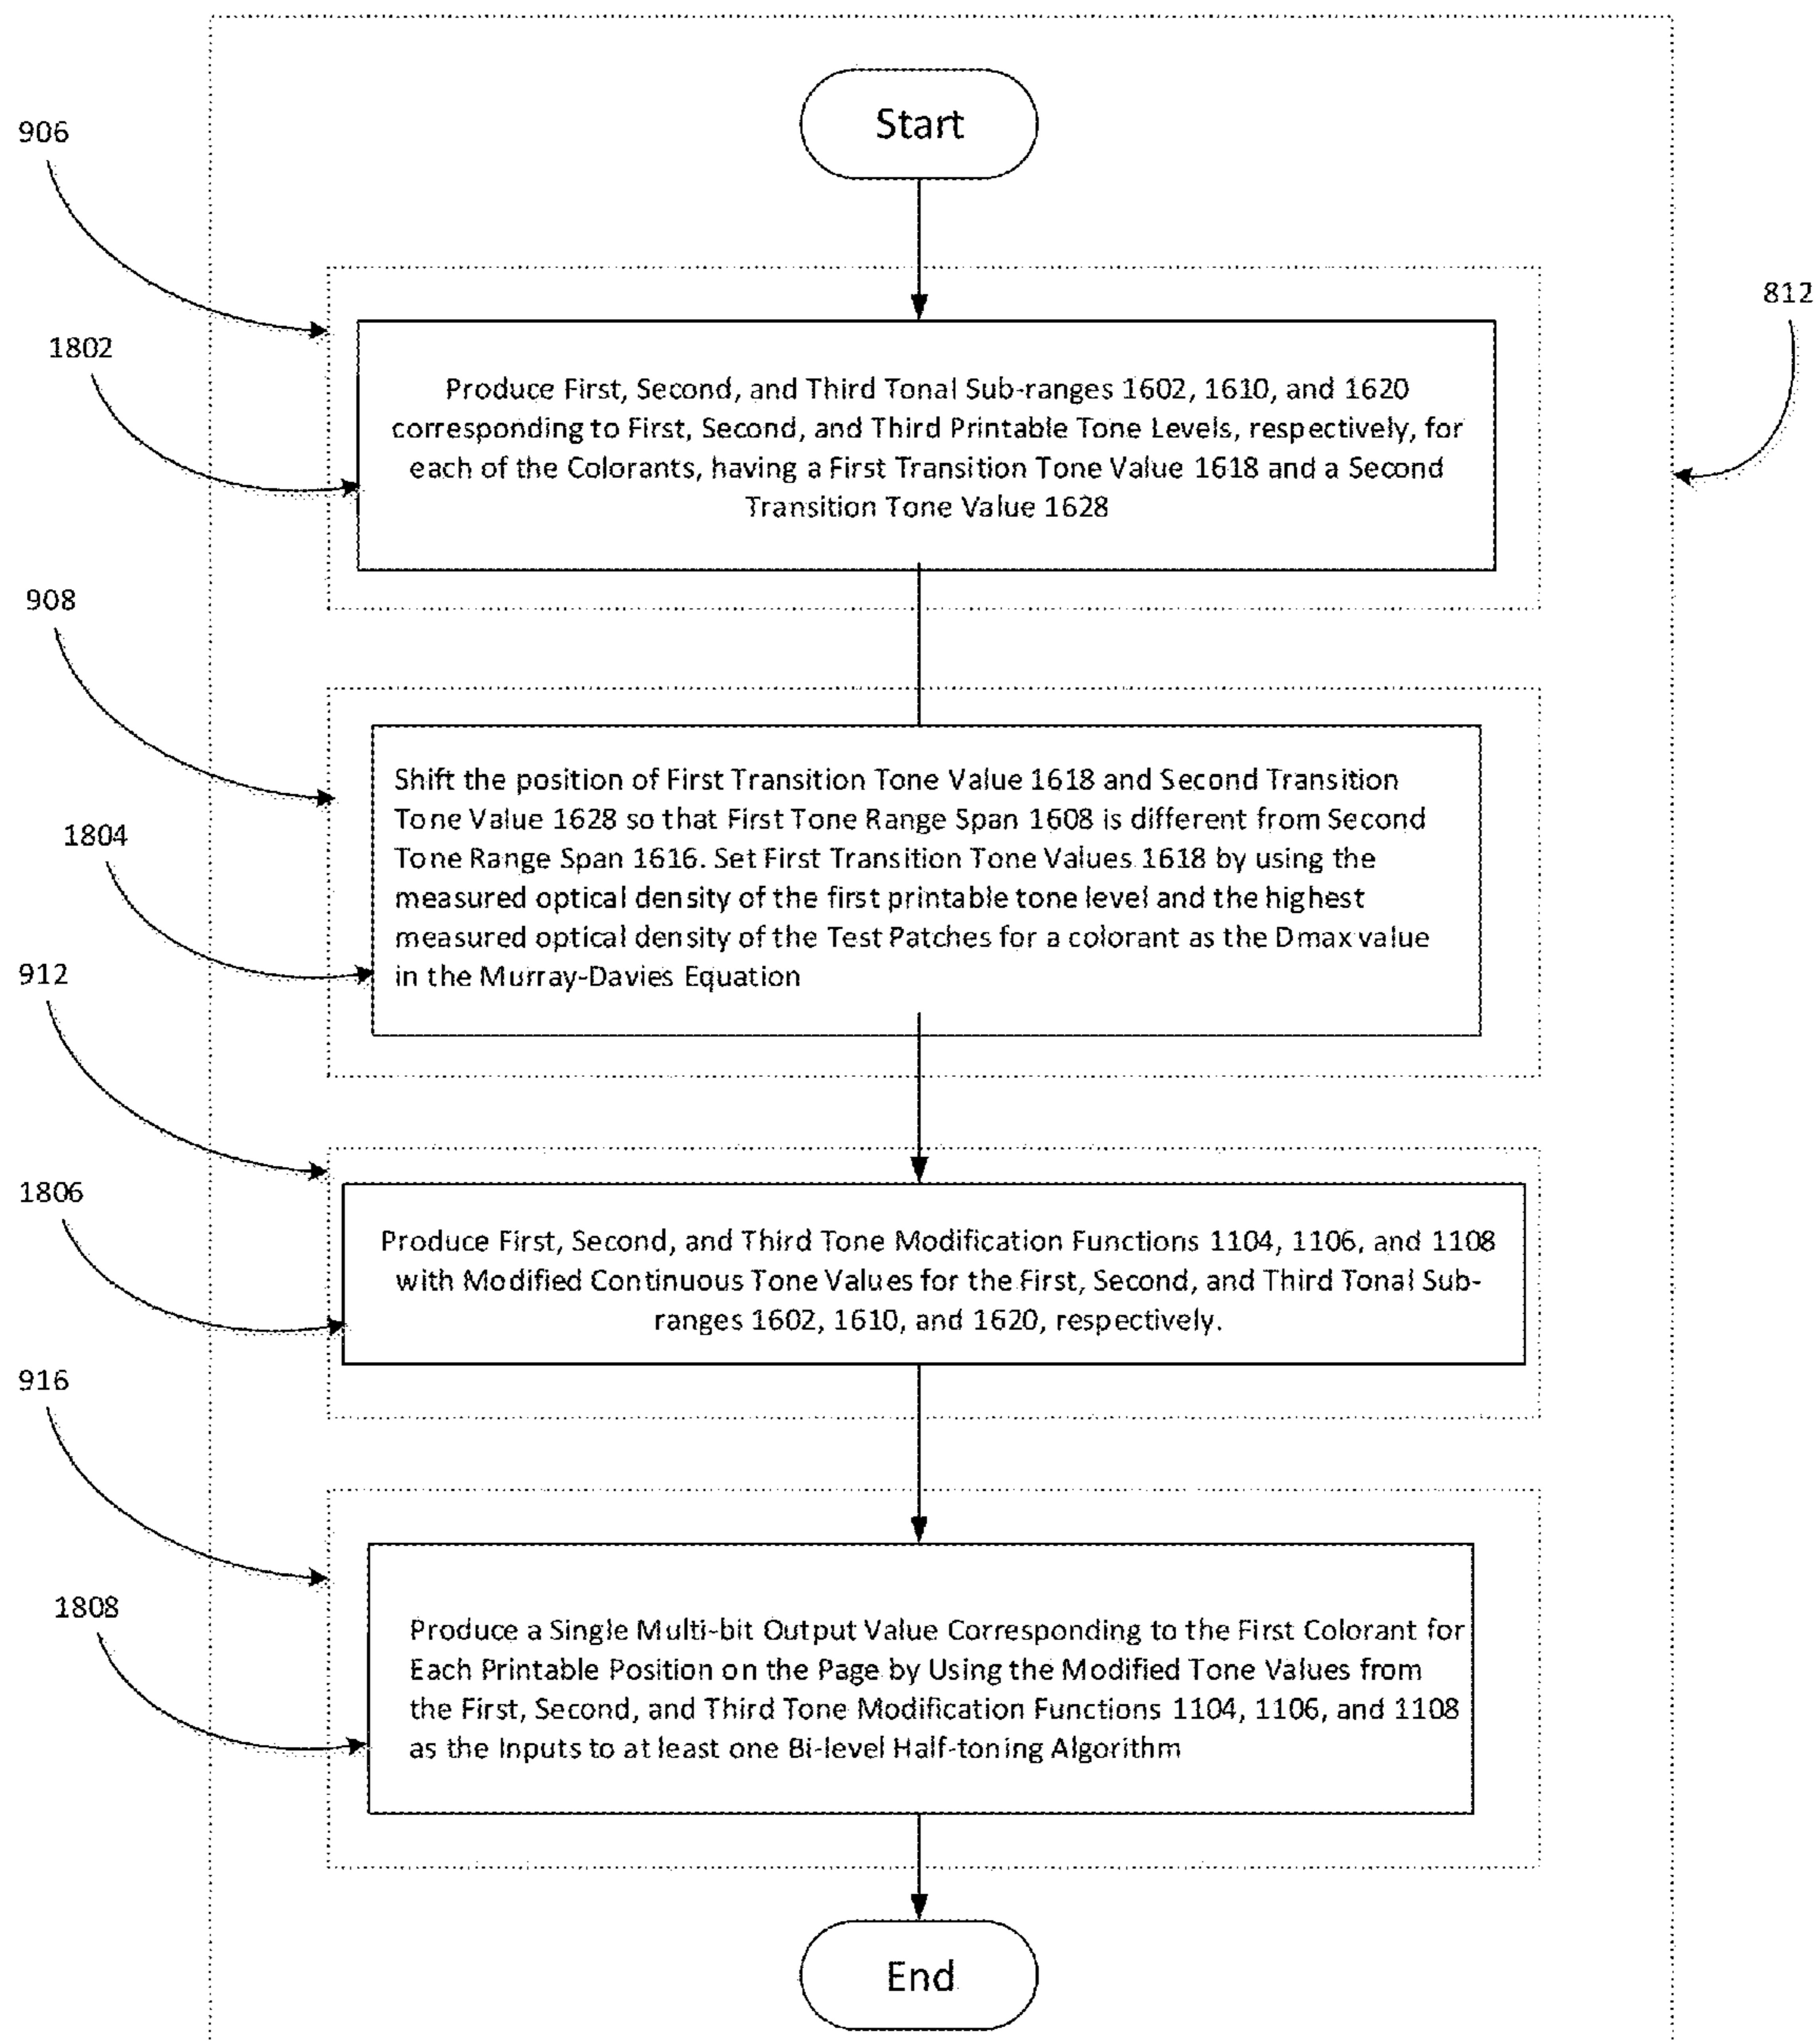 Start
906
812
1802
Produce First, Second, and Third Tonal Sub-ranges 1602, 1610, and 1620
corresponding to First, Second, and Third Printable Tone Levels, respectively, for
each of the Colorants, having a First Transition Tone Value 1618 and a Second
Transition Tone Value 1628
908
1804
Shift the position of First Transition Tone Value 1618 and Second Transition
Tone Value 1628 so that First Tone Range Span 1608 is different from Second
Tone Range Span 1616. Set First Transition Tone Values 1618 by using the
measured optical density of the first printable tone level and the highest
measured optical density of the Test Patches for a colorant as the Dmax value
in the Murray-Davies Equation
912
1806
Produce First, Second, and Third Tone Modification Functions 1104, 1106, and 1108
with Modified Continuous Tone Values for the First, Second, and Third Tonal Sub-
ranges 1602, 1610, and 1620, respectively.
916
1808
Produce a Single Multi-bit Output Value Corresponding to the First Colorant for
Each Printable Position on the Page by Using the Modified Tone Values from
the First, Second, and Third Tone Modification Functions 1104, 1106, and 1108
as the Inputs to at least one Bi-level Half-toning Algorithm
End